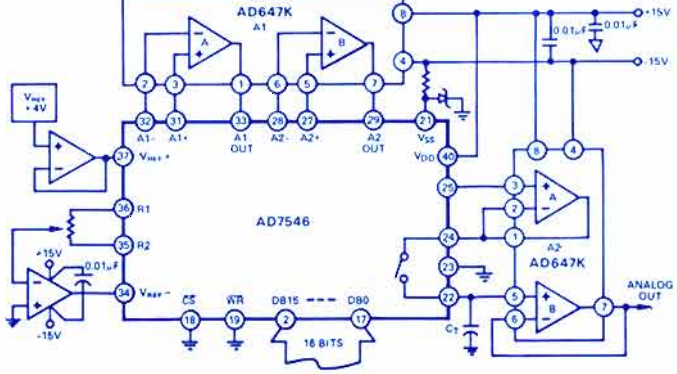 AD647K
A1
8
+15V
0.01μF
0.01μF
4
-15V
A
B
2
3
1
6
5
7
VREF
+4V
32
31
33
28
27
29
21
A1-
A1+
A1
OUT
A2-
A2+
A2
OUT
VSS
37
VREF+
VDD
40
8
4
25
3
2
A
36
R1
AD7546
35
R2
24
1
A2
AD647K
+15V
0.01μF
23
34
VREF-
22
5
6
B
7
ANALOG
OUT
-15V
CS
WR
DB15
DB0
18
19
2
17
C7
16 BITS